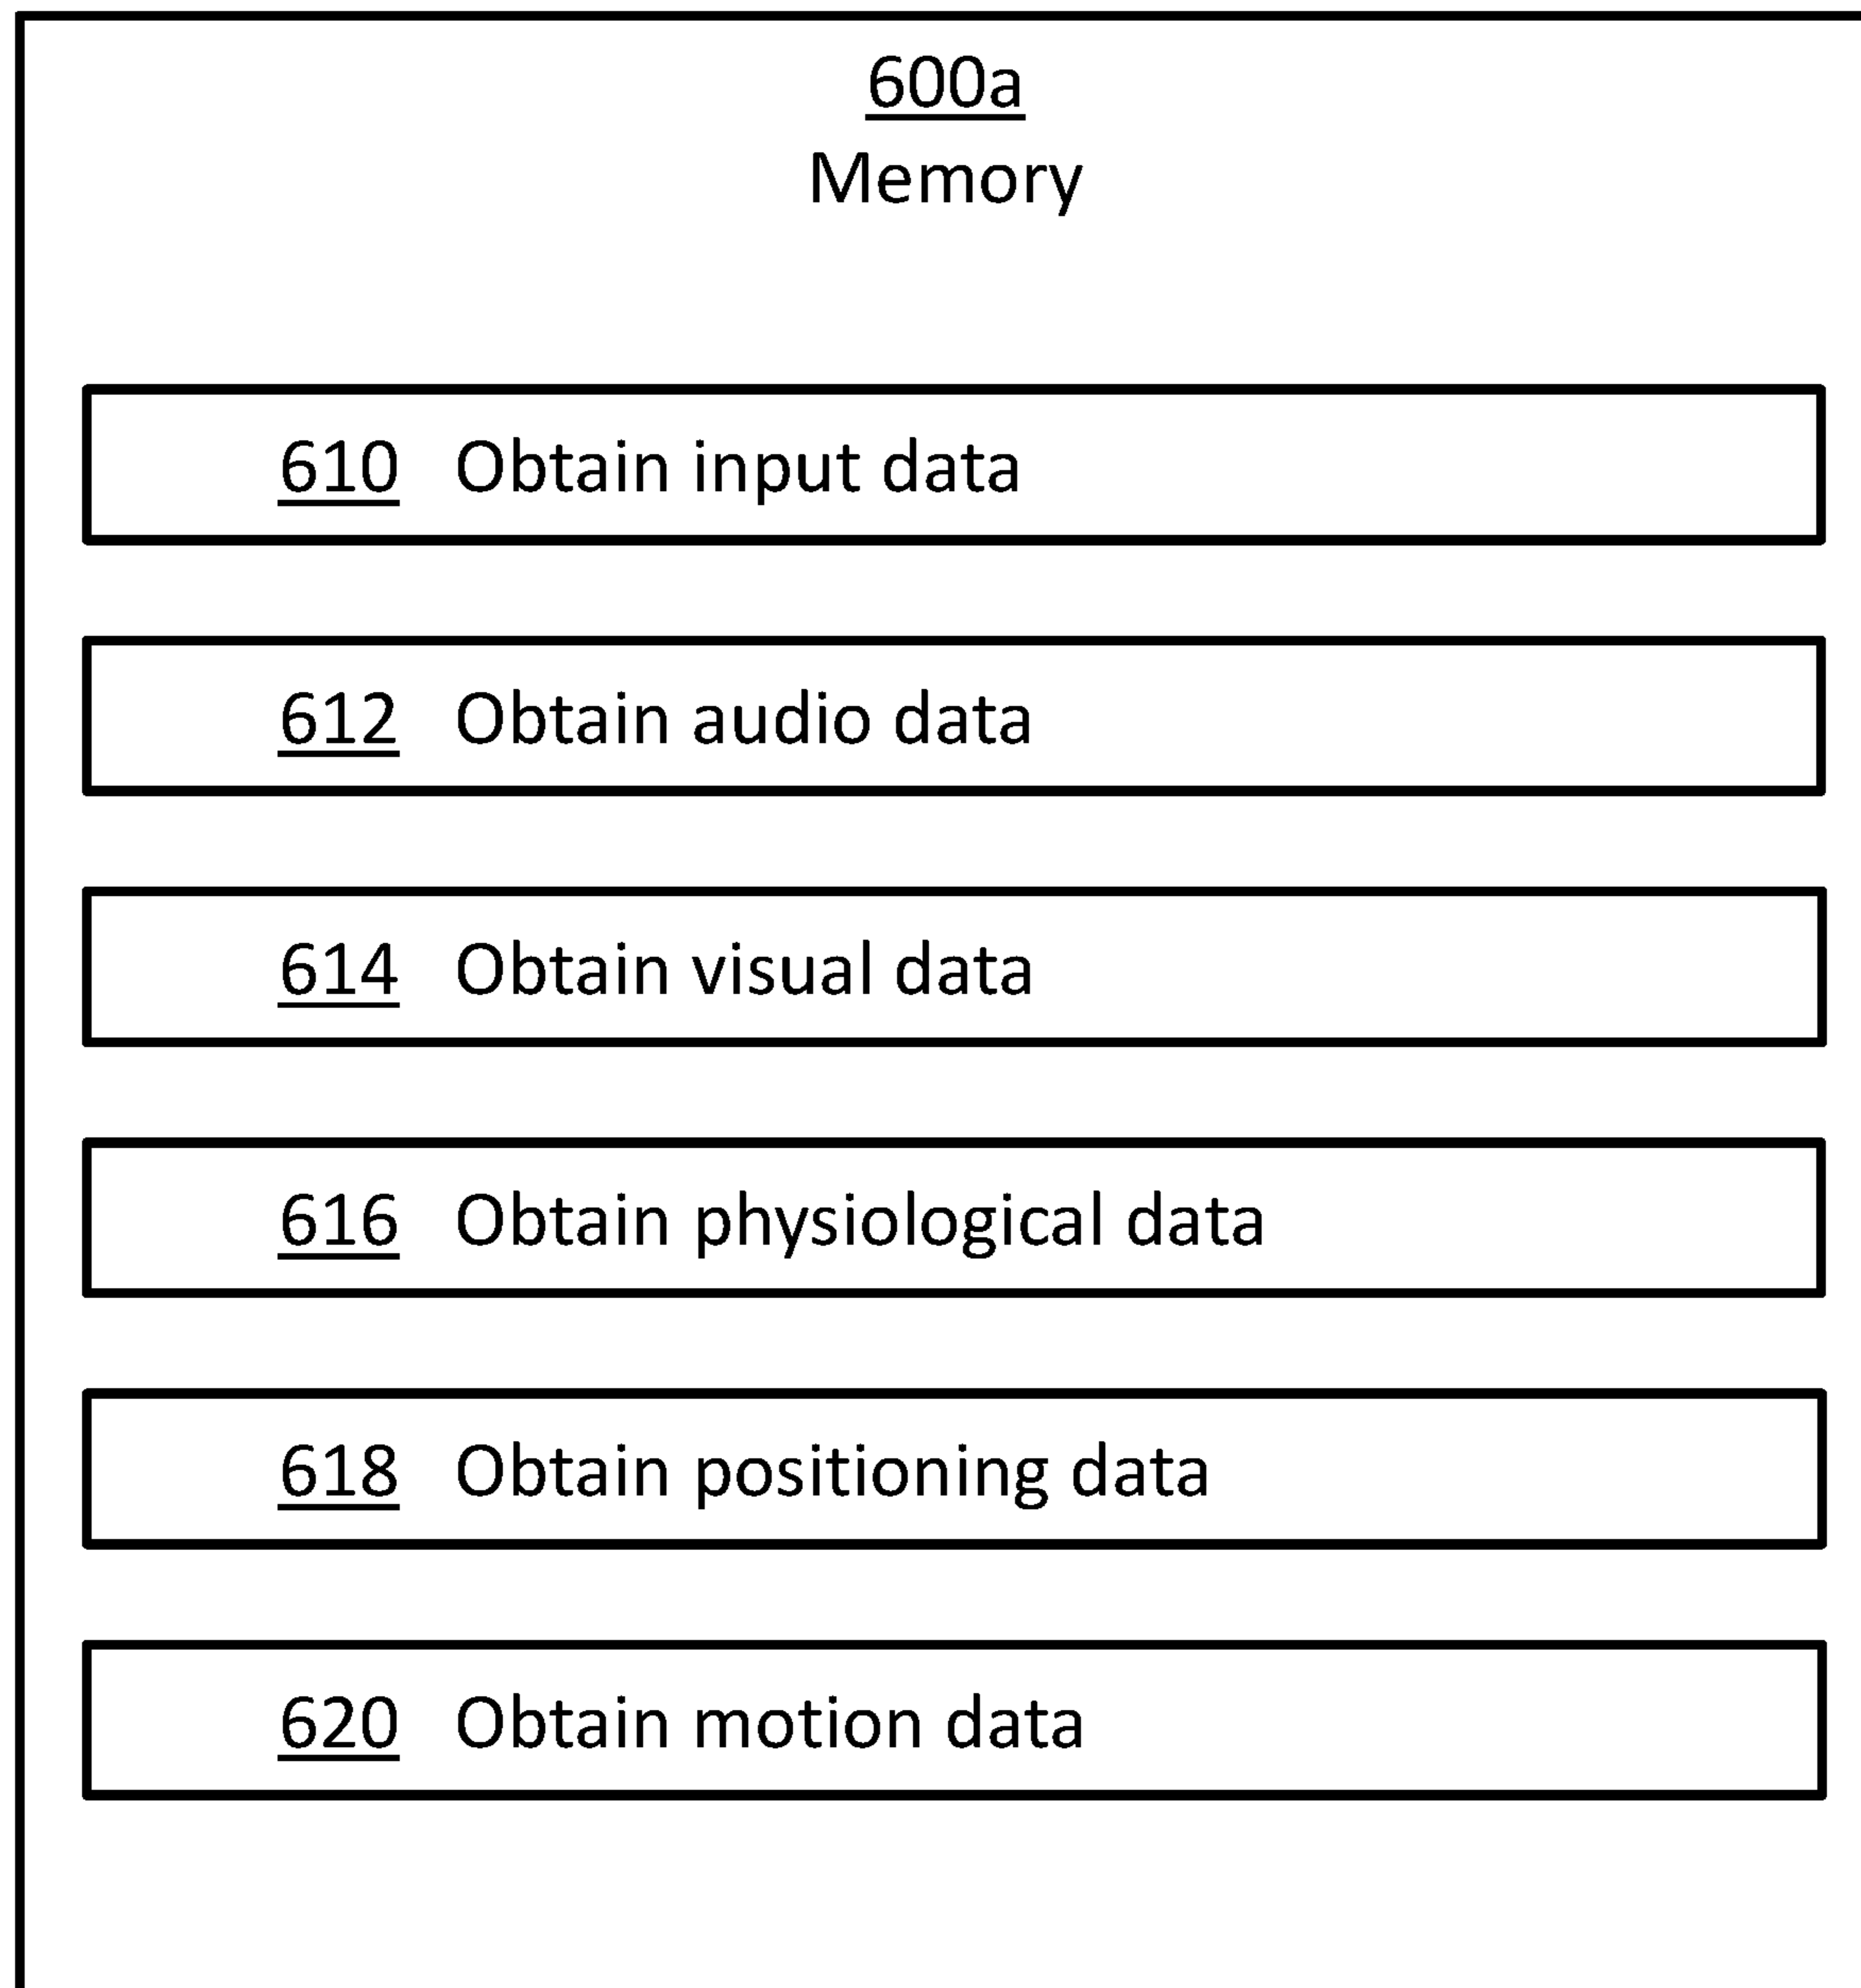 600a
Memory
610 Obtain input data
612 Obtain audio data
614 Obtain visual data
616 Obtain physiological data
618 Obtain positioning data
620 Obtain motion data